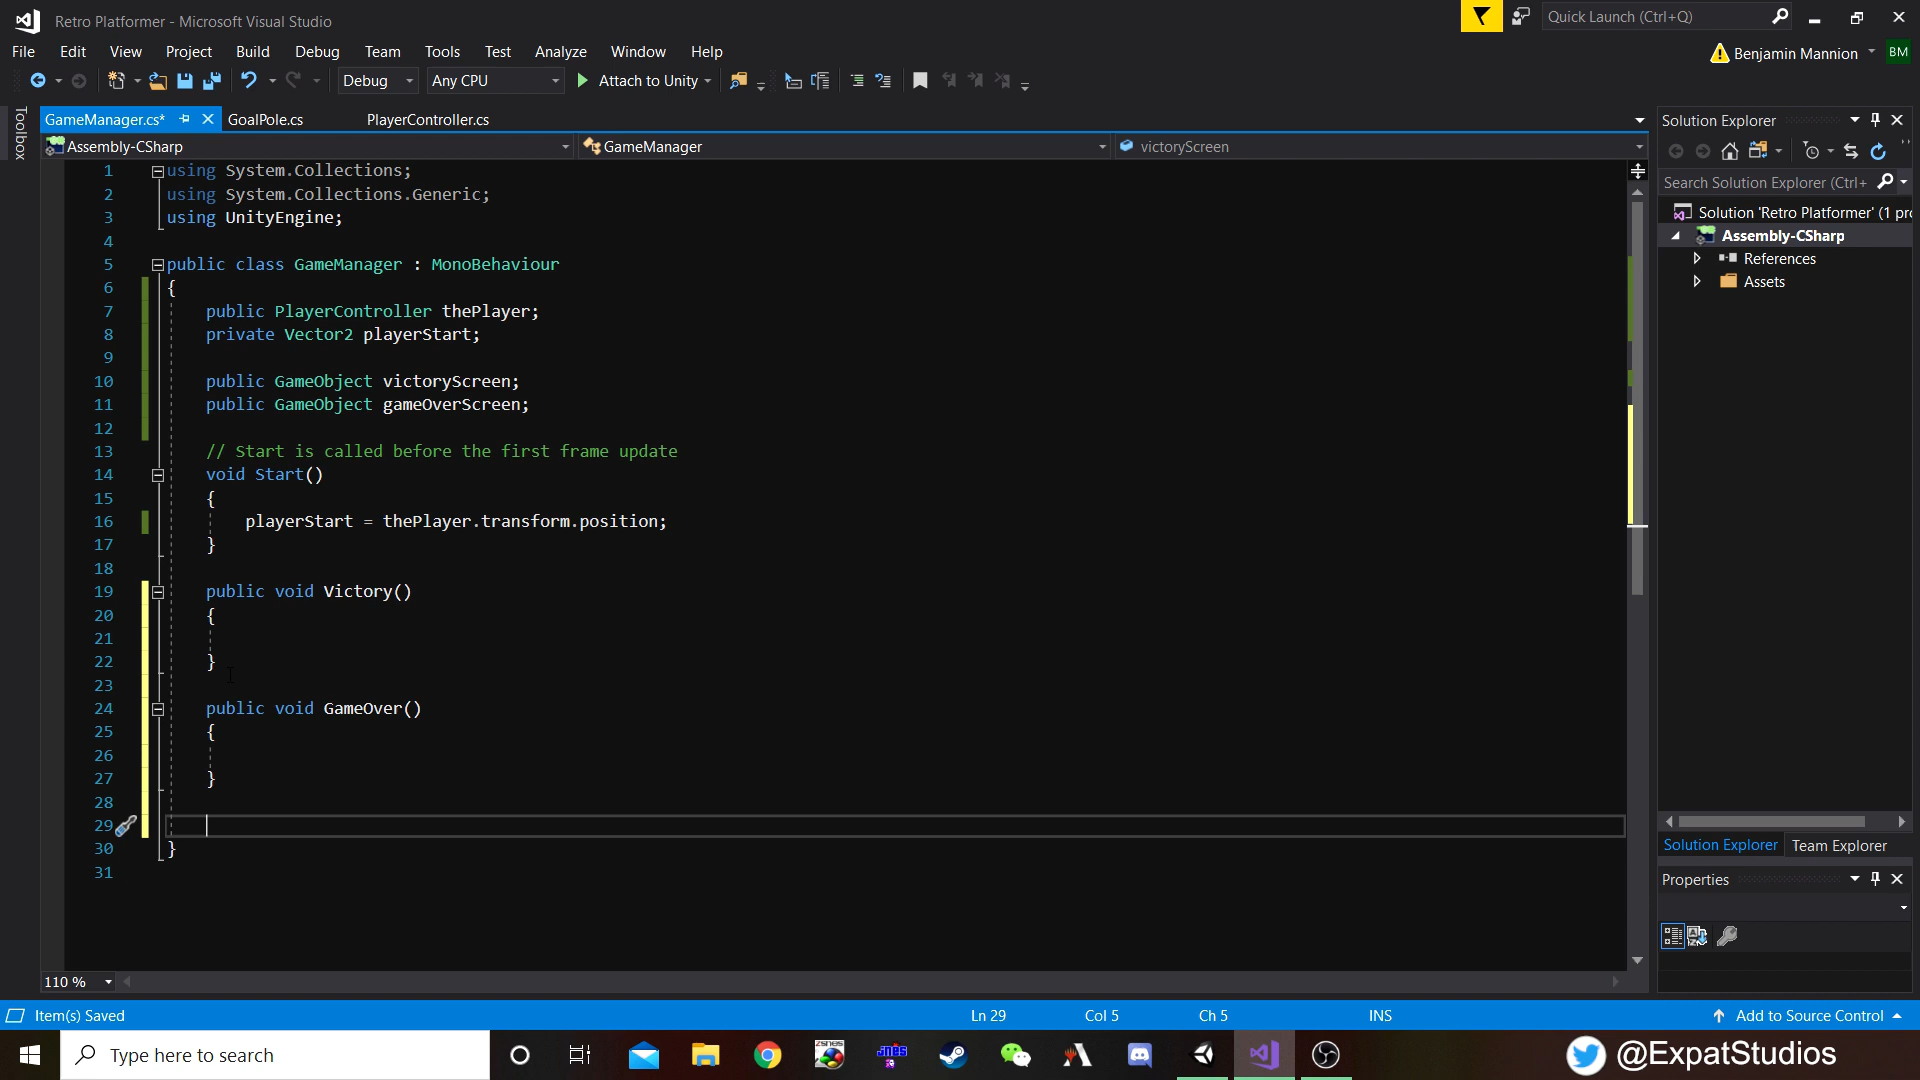 Retro Platformer - Microsoft Visual Studio
Quick Launch (Ctrl+Q)
File Edit View Project Build Debug Team Tools Test Analyze Window Help
Benjamin Mannion BM
Debug Any CPU Attach to Unity
Toolbox
GameManager.cs* GoalPole.cs PlayerController.cs
Assembly-CSharp GameManager victoryScreen
1 using System.Collections;
2 using System.Collections.Generic;
3 using UnityEngine;
4
5 public class GameManager : MonoBehaviour
6 {
7 public PlayerController thePlayer;
8 private Vector2 playerStart;
9
10 public GameObject victoryScreen;
11 public GameObject gameOverScreen;
12
13 // Start is called before the first frame update
14 void Start()
15 {
16 playerStart = thePlayer.transform.position;
17 }
18
19 public void Victory()
20 {
21
22 }
23
24 public void GameOver()
25 {
26
27 }
28
29
30 }
31
110 %
Solution Explorer
Search Solution Explorer (Ctrl+
Solution 'Retro Platformer' (1 pro
Assembly-CSharp
References
Assets
Solution Explorer Team Explorer
Properties
Item(s) Saved Ln 29 Col 5 Ch 5 INS Add to Source Control
Type here to search
ZSNES
jnes
@ExpatStudios